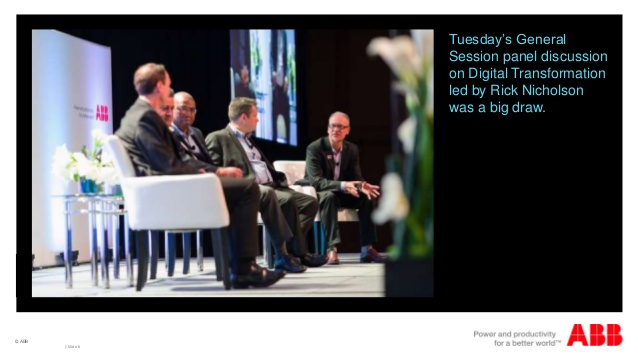 Tuesday's General
Session panel discussion
on Digital Transformation
led by Rick Nicholson
was a big draw.
ABB
© ABB
Power and productivity
for a better world™
ABB